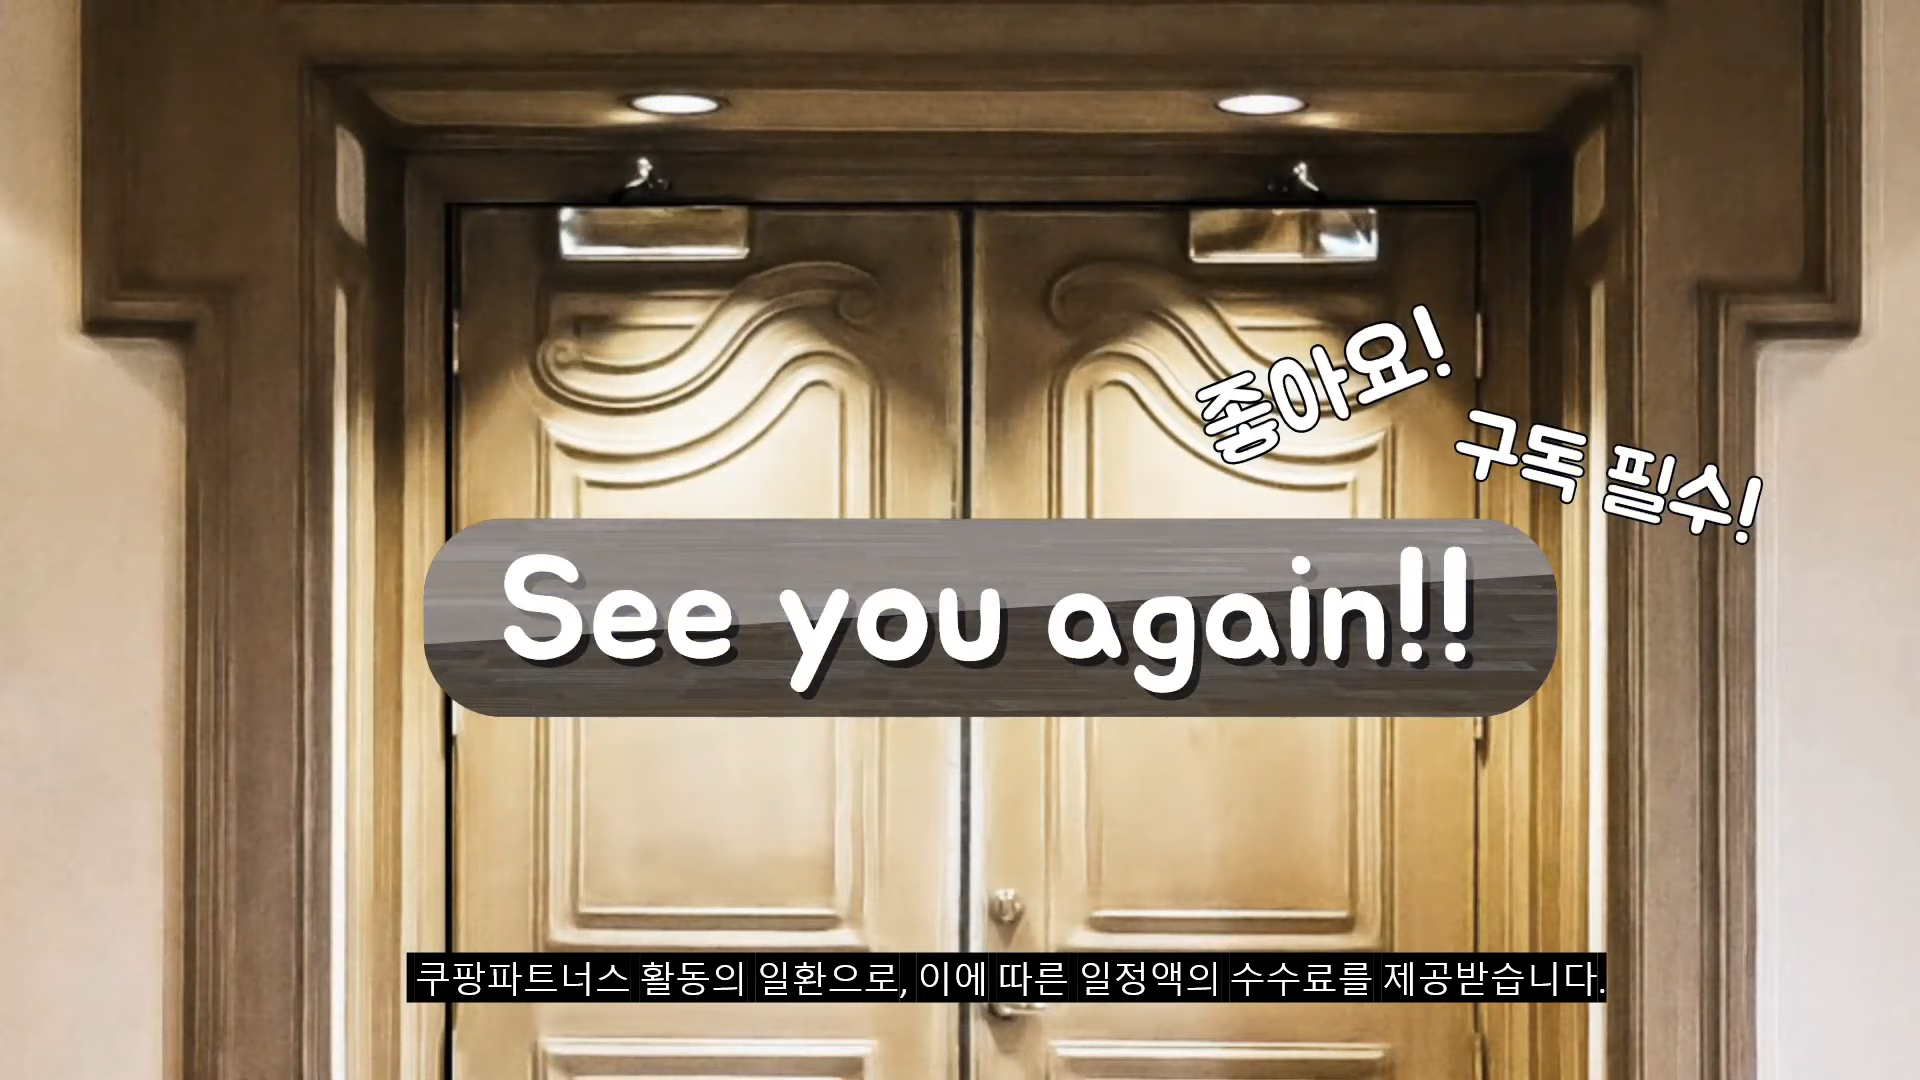 좋아요!
구독 필수!
See you again!!
쿠팡파트너스 활동의 일환으로, 이에 따른 일정액의 수수료를 제공받습니다.